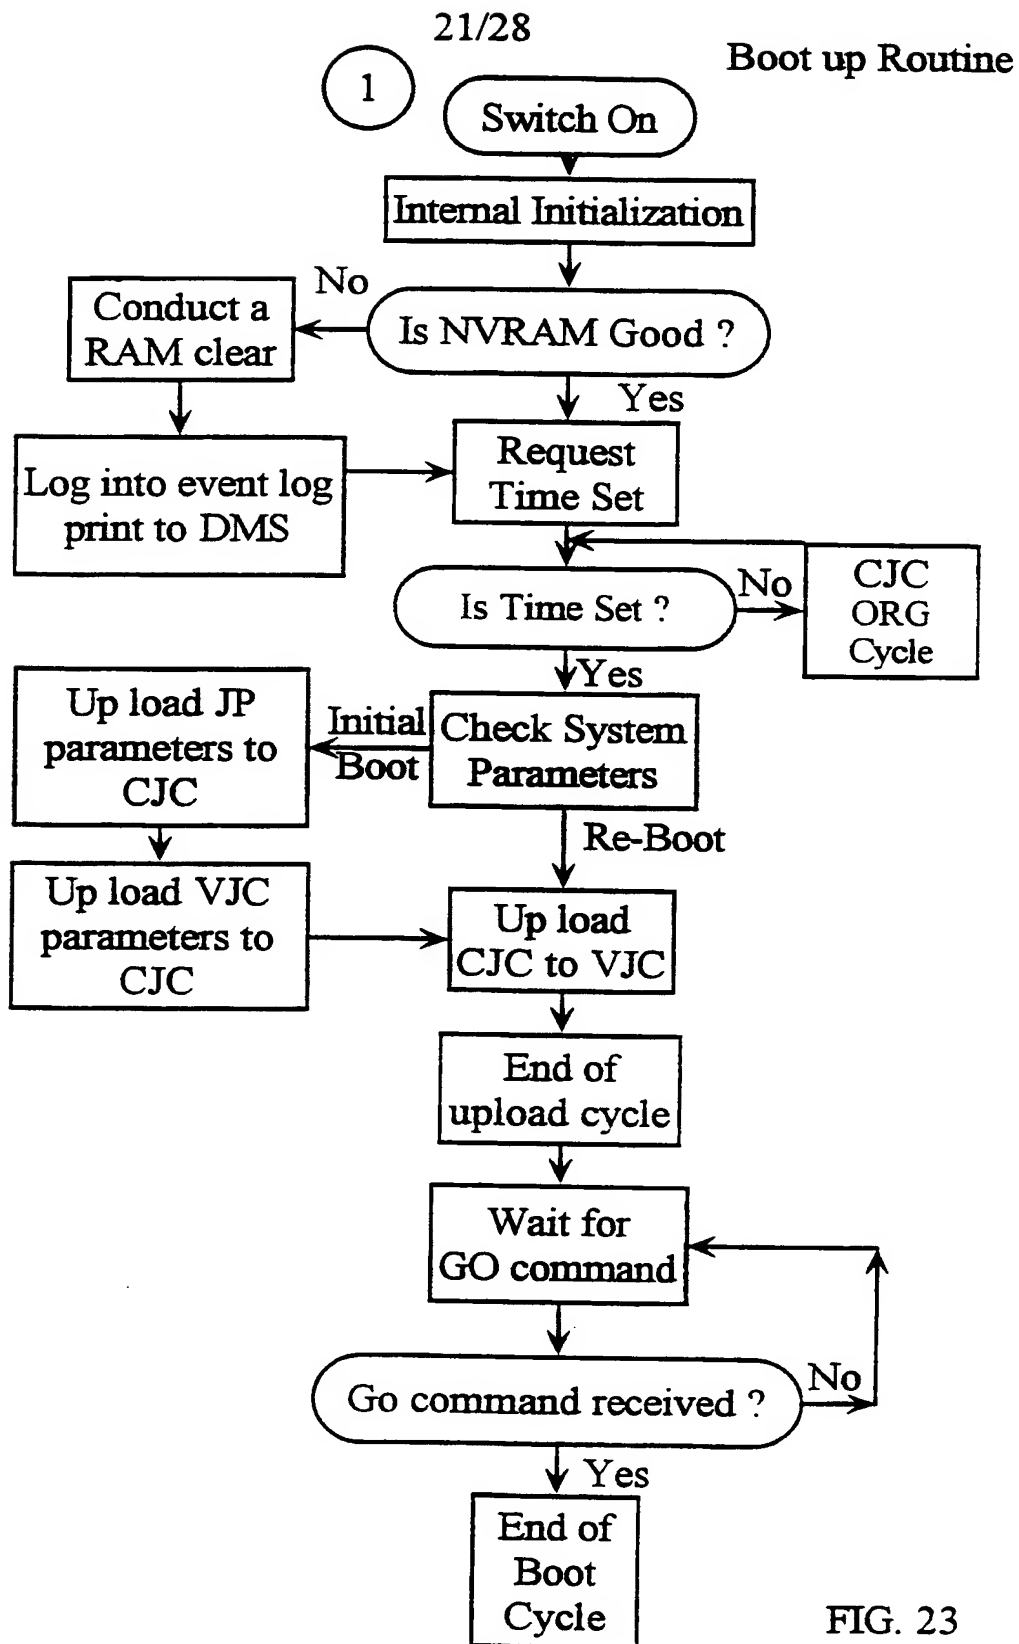 21/28
Boot up Routine
1
Switch On
Internal Initialization
No
Conduct a
RAM clear
Is NVRAM Good ?
Yes
Log into event log
print to DMS
Request
Time Set
Is Time Set ?
No
CJC
ORG
Cycle
Yes
Up load JP
parameters to
CJC
Initial
Boot
Check System
Parameters
Re-Boot
Up load VJC
parameters to
CJC
Up load
CJC to VJC
End of
upload cycle
Wait for
GO command
Go command received ?
No
Yes
End of
Boot
Cycle
FIG. 23